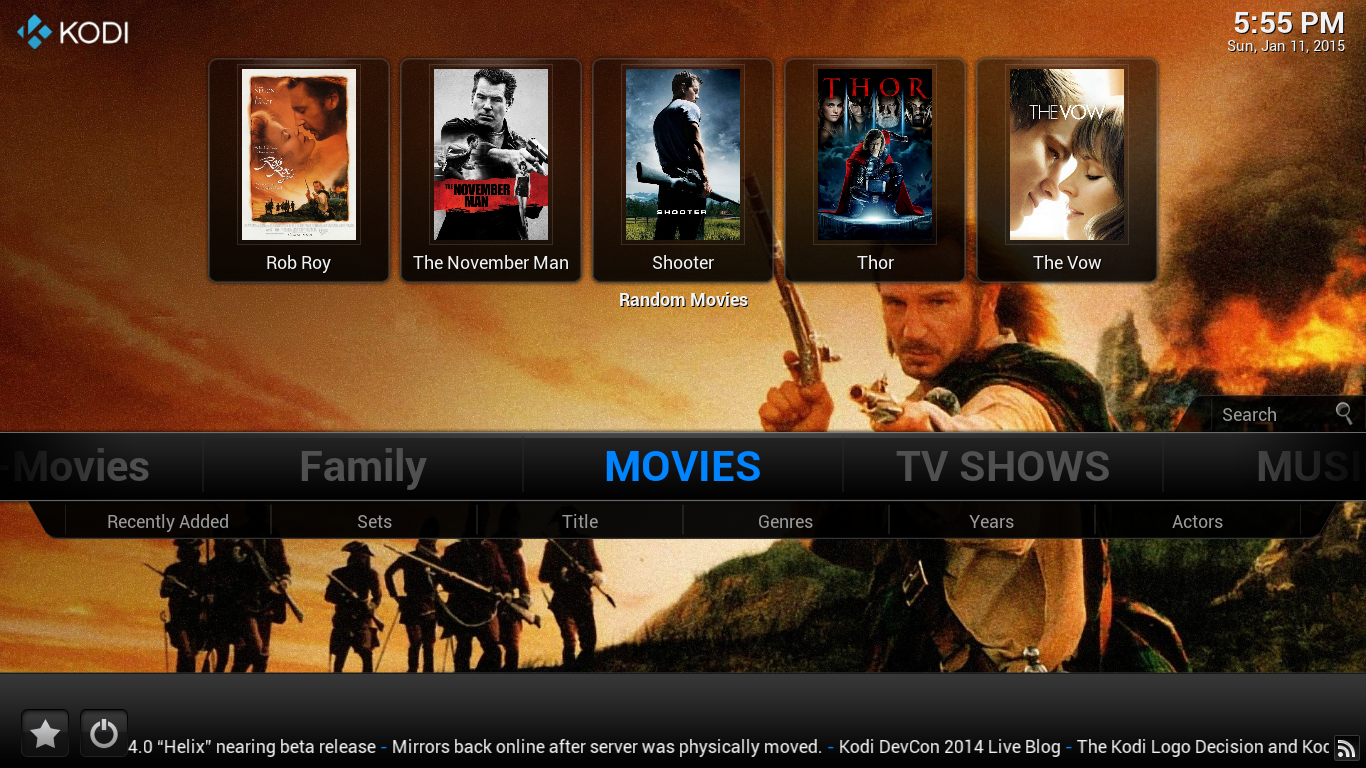 KODI
5:55 PM
Sun, Jan 11, 2015
Rob Roy
THE NOVEMBER MAN
SHOOTER
THOR
THE VOW
Rob Roy
The November Man
Shooter
Thor
The Vow
Random Movies
Search
-Movies
Family
MOVIES
TV SHOWS
MUSI
Recently Added
Sets
Title
Genres
Years
Actors
4.0 “Helix” nearing beta release - Mirrors back online after server was physically moved. - Kodi DevCon 2014 Live Blog - The Kodi Logo Decision and Koc